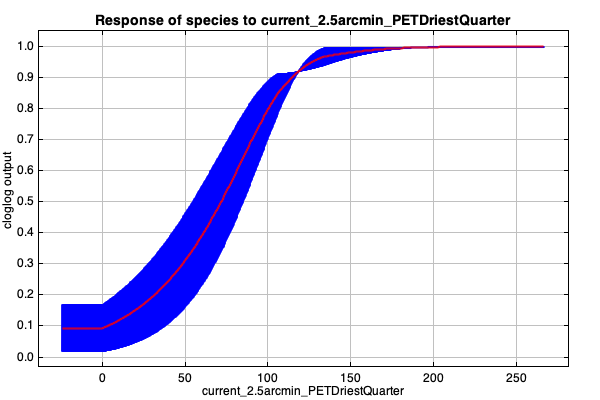 Response of species to current_2.5arcmin_PETDriestQuarter
1.0
0.9
0.8
0.7
0.6
0.5
0.4
0.3
0.2
0.1
0.0
cloglog output
0 50 100 150 200 250
current_2.5arcmin_PETDriestQuarter